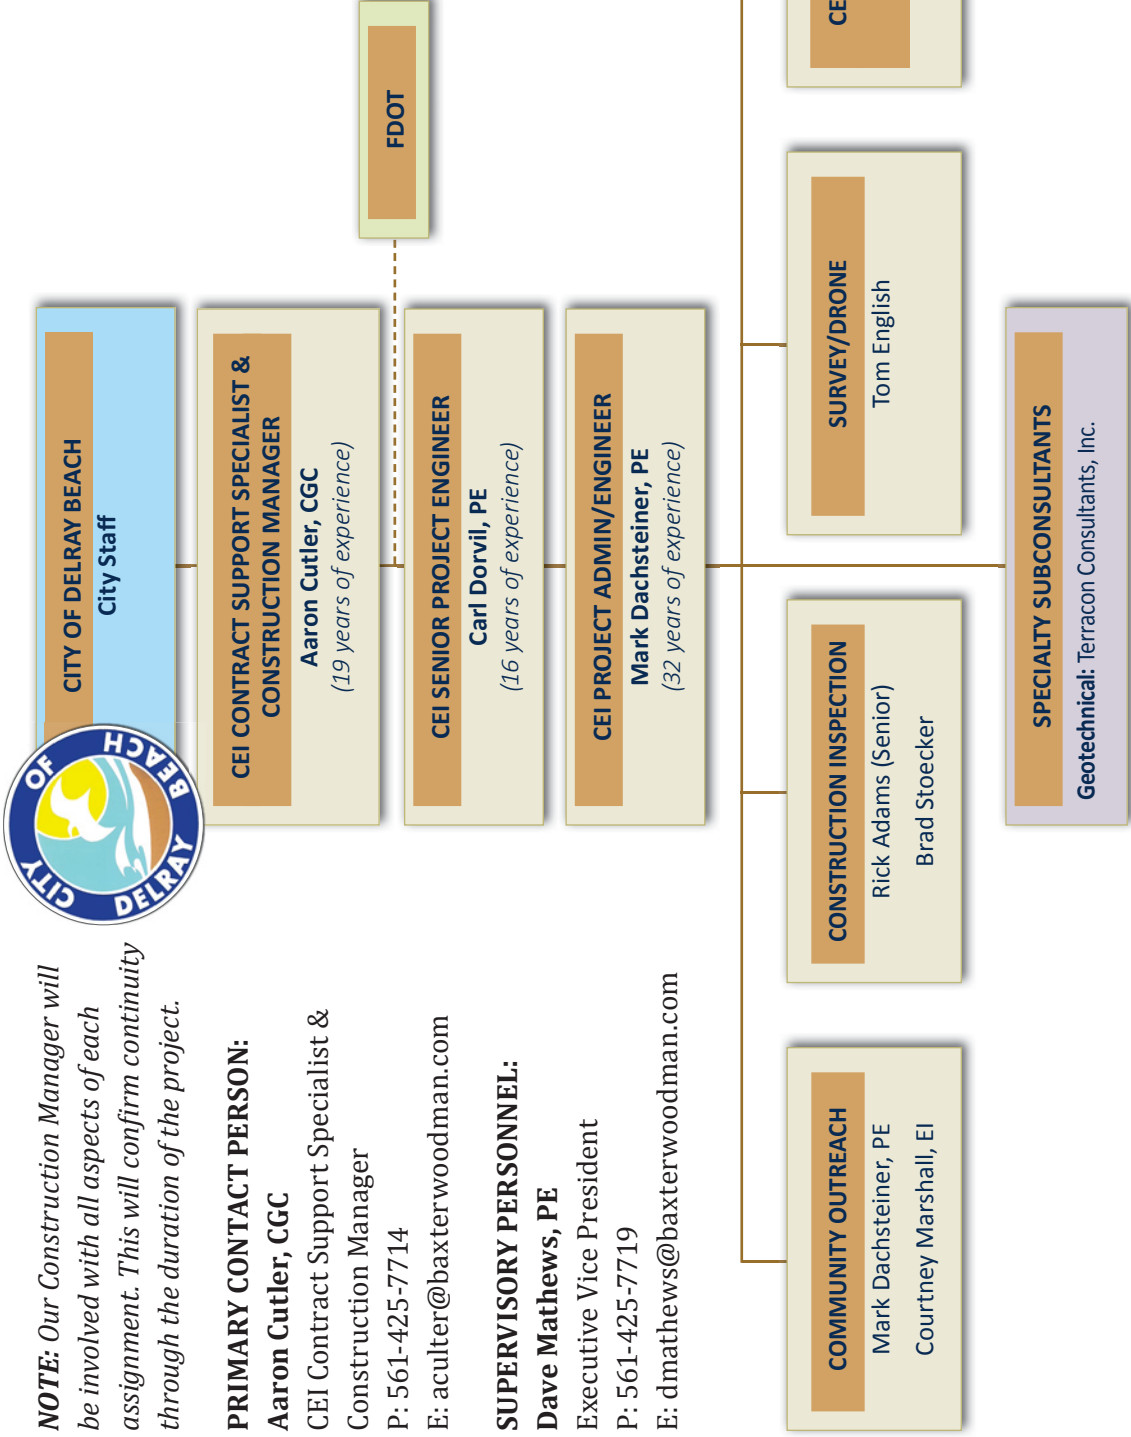 NOTE: Our Construction Manager will
be involved with all aspects of each
assignment. This will confirm continuity
through the duration of the project.
PRIMARY CONTACT PERSON:
Aaron Cutler, CGC
CEI Contract Support Specialist &
Construction Manager
P: 561-425-7714
E: aculter@baxterwoodman.com
SUPERVISORY PERSONNEL:
Dave Mathews, PE
Executive Vice President
P: 561-425-7719
E: dmathews@baxterwoodman.com
CITY OF DELRAY BEACH
CITY OF DELRAY BEACH
City Staff
CEI CONTRACT SUPPORT SPECIALIST &
CONSTRUCTION MANAGER
Aaron Cutler, CGC
(19 years of experience)
FDOT
CEI SENIOR PROJECT ENGINEER
Carl Dorvil, PE
(16 years of experience)
CEI PROJECT ADMIN/ENGINEER
Mark Dachsteiner, PE
(32 years of experience)
COMMUNITY OUTREACH
Mark Dachsteiner, PE
Courtney Marshall, EI
CONSTRUCTION INSPECTION
Rick Adams (Senior)
Brad Stoecker
SURVEY/DRONE
Tom English
CE
SPECIALTY SUBCONSULTANTS
Geotechnical: Terracon Consultants, Inc.